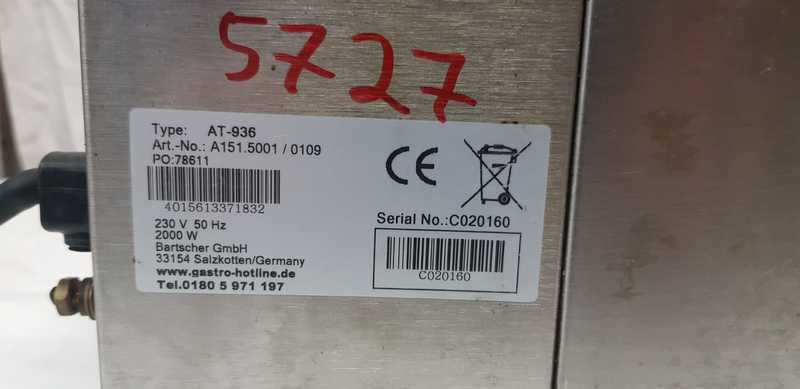 5727
Type: AT-936
Art.-No.: A151.5001 / 0109
PO:78611
4015613371832
230 V 50 Hz
2000 W
Bartscher GmbH
33154 Salzkotten/Germany
www.gastro-hotline.de
Tel.0180 5 971 197
CE
Serial No.:C020160
C020160